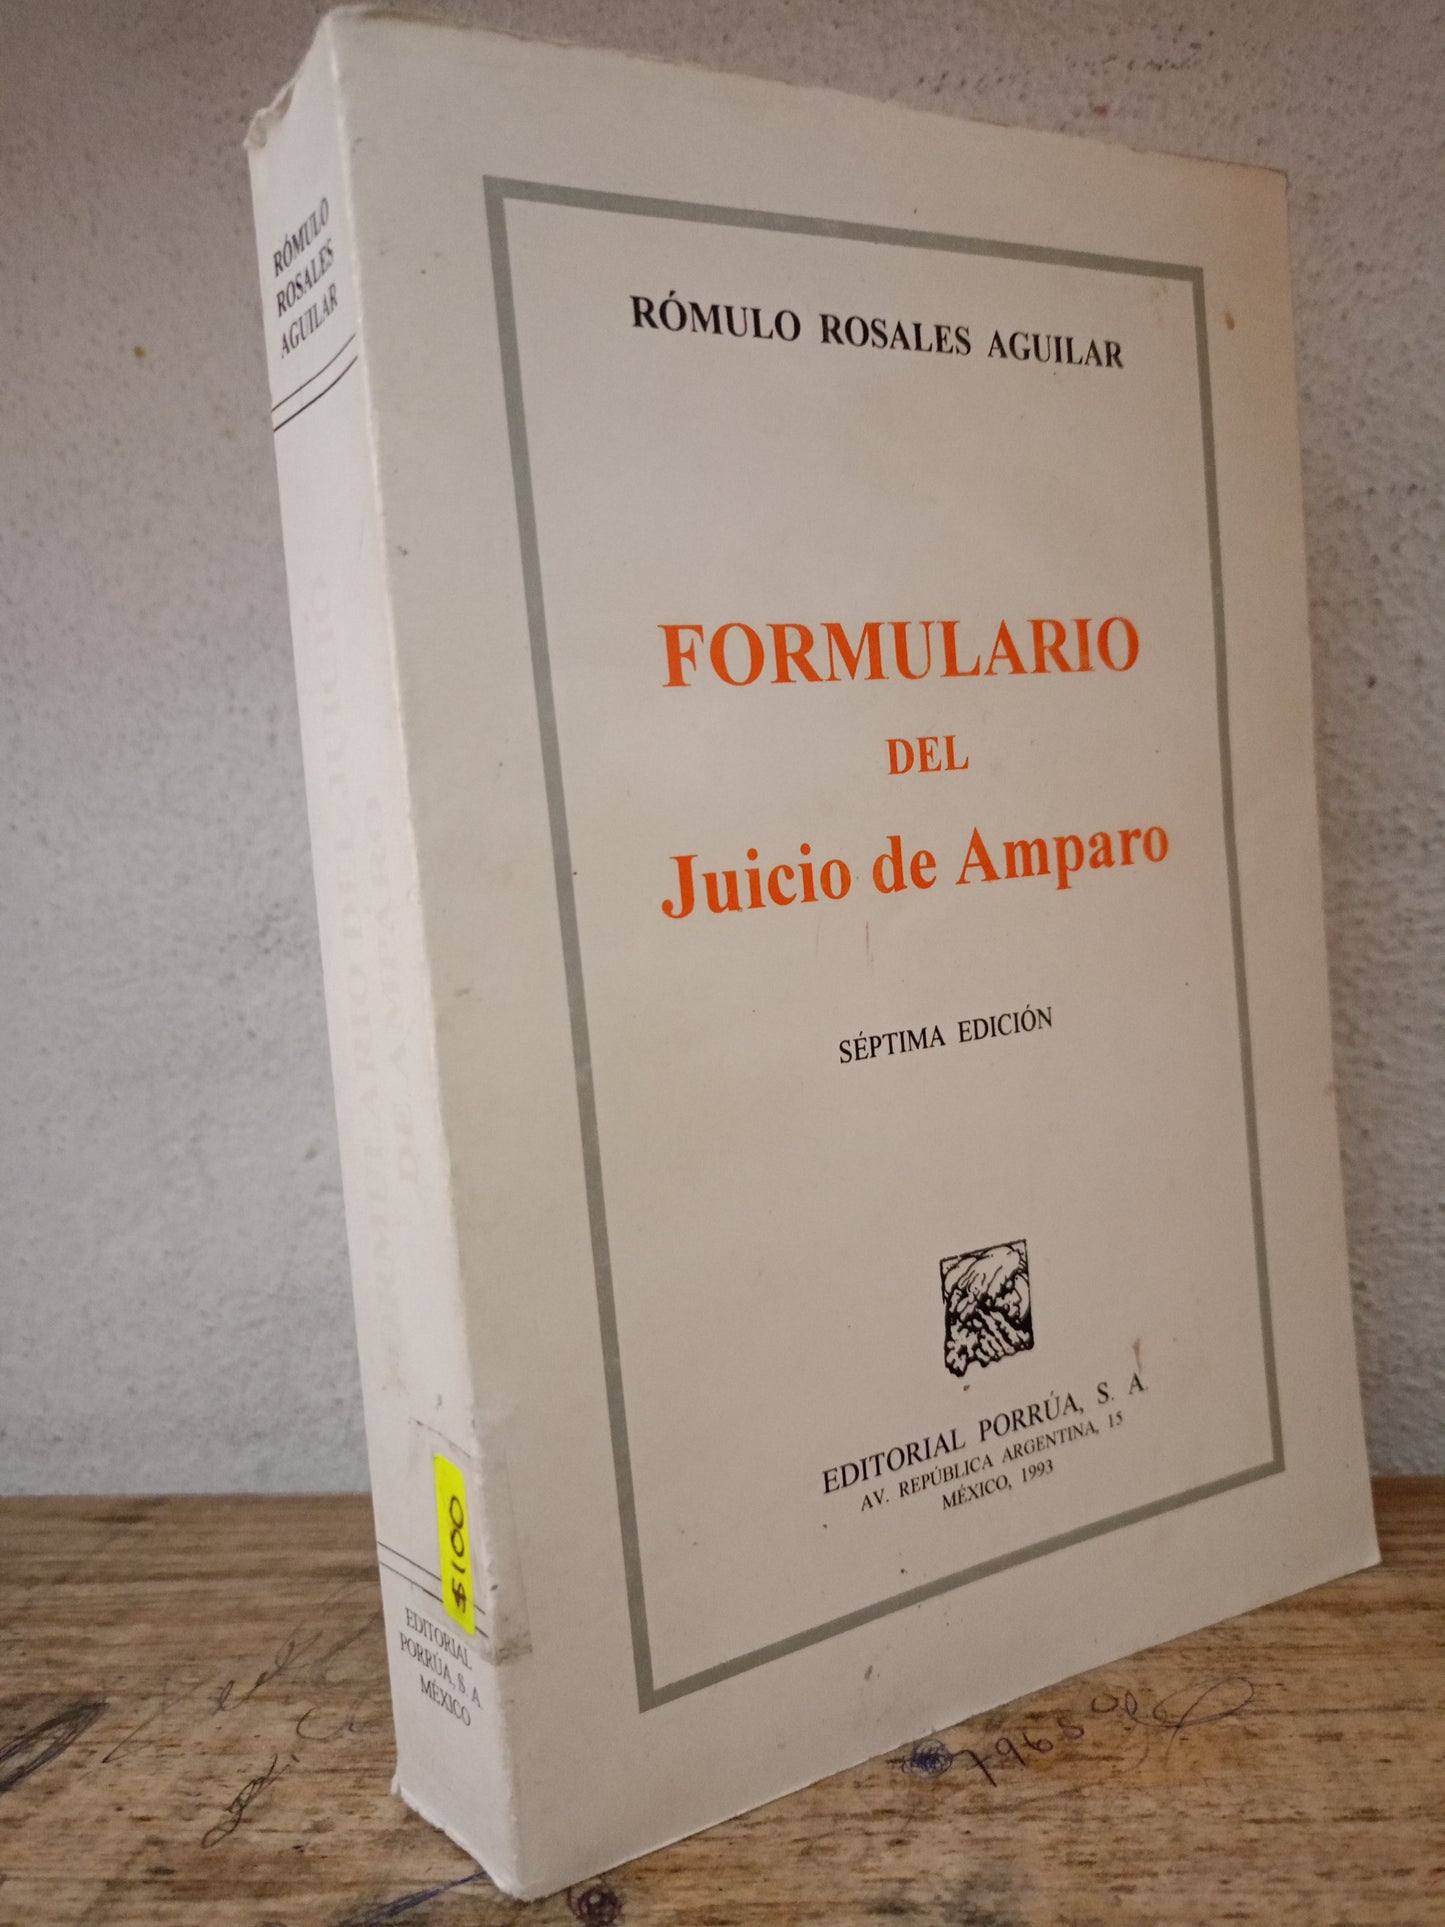 RÓMULO
ROSALES
AGUILAR
FORMULARIO DEL JUICIO
DE AMPARO
$100
EDITORIAL
PORRÚA, S. A.
MÉXICO
RÓMULO ROSALES AGUILAR
FORMULARIO
DEL
Juicio de Amparo
SÉPTIMA EDICIÓN
EDITORIAL PORRÚA, S. A.
AV. REPÚBLICA ARGENTINA, 15
MÉXICO, 1993
7965